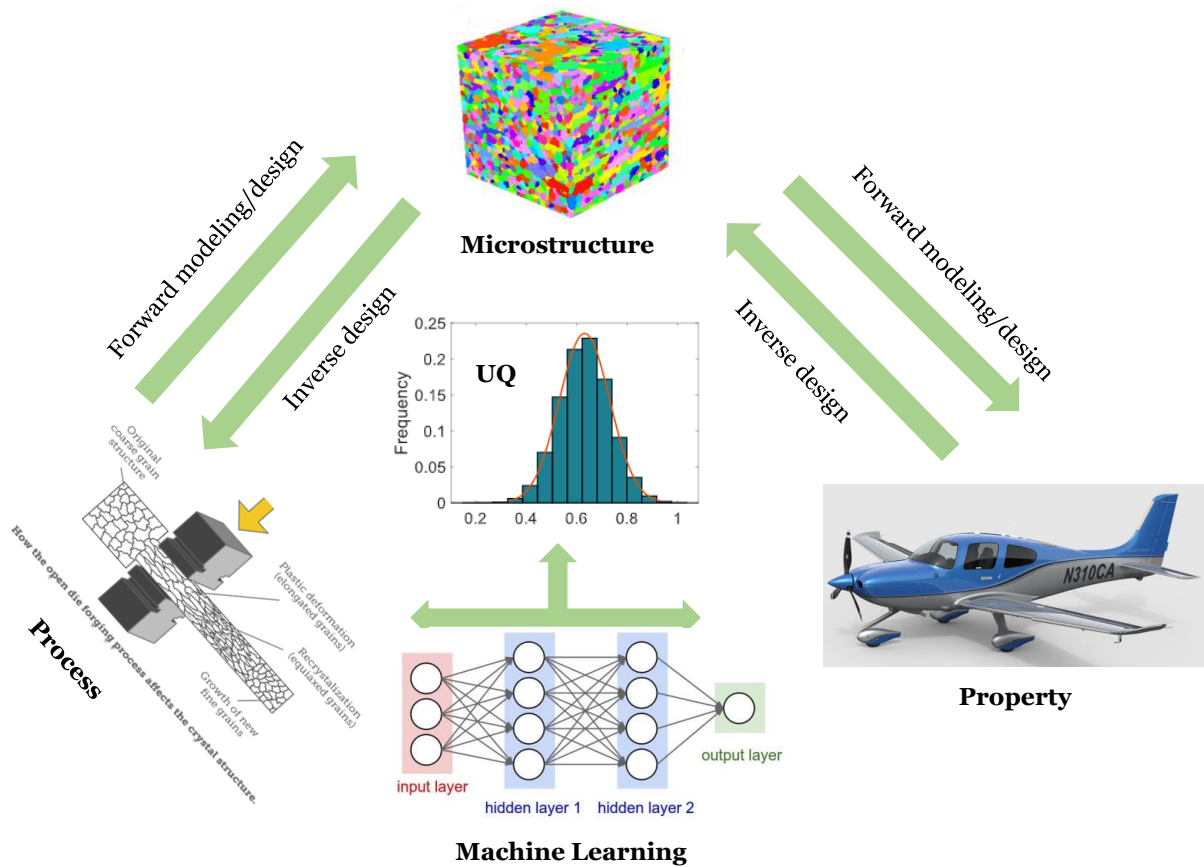 Microstructure
Forward modeling/design
Inverse design
Forward modeling/design
Inverse design
UQ
Frequency
0.25
0.2
0.15
0.1
0.05
0
0.2
0.4
0.6
0.8
1
Original
coarse grain
structure
Plastic deformation
(elongated grains)
Recrystalization
(equiaxed grains)
Growth of new
fine grains
How the open die forging process affects the crystal structure.
Process
N310CA
Property
input layer
hidden layer 1
hidden layer 2
output layer
Machine Learning